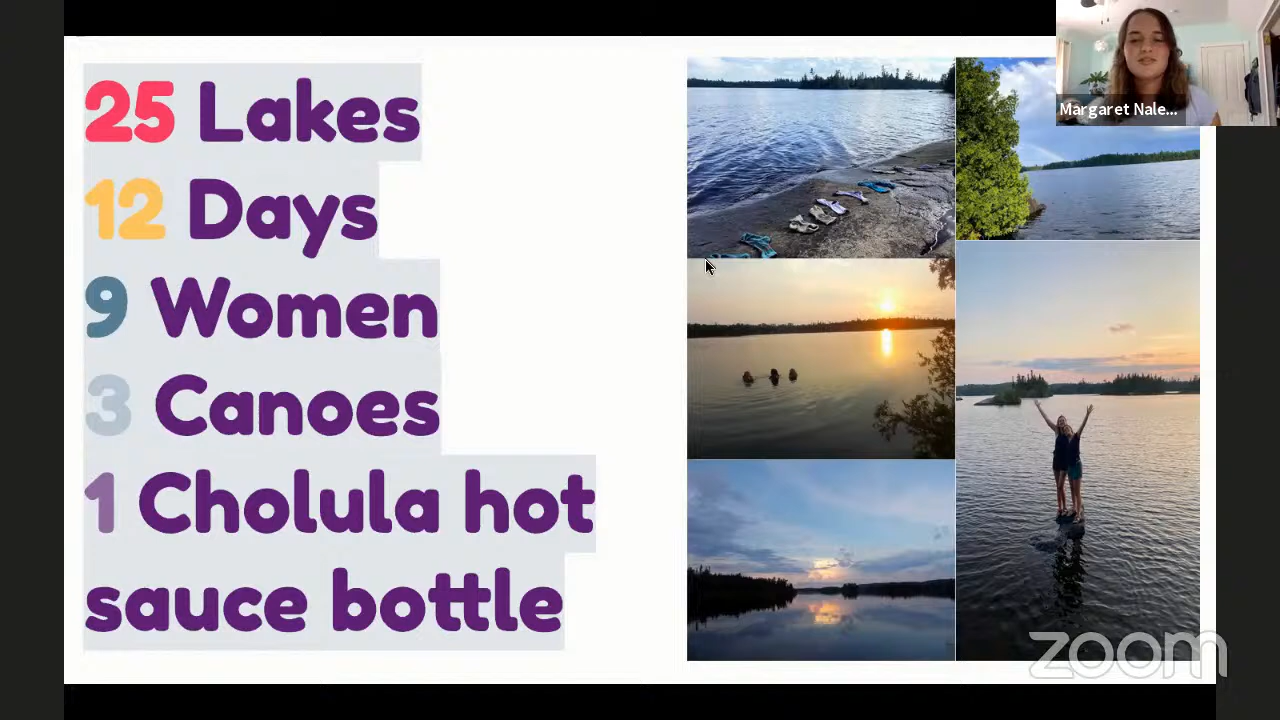 25 Lakes
12 Days
9 Women
3 Canoes
1 Cholula hot
sauce bottle
Margaret Nale...
zoom